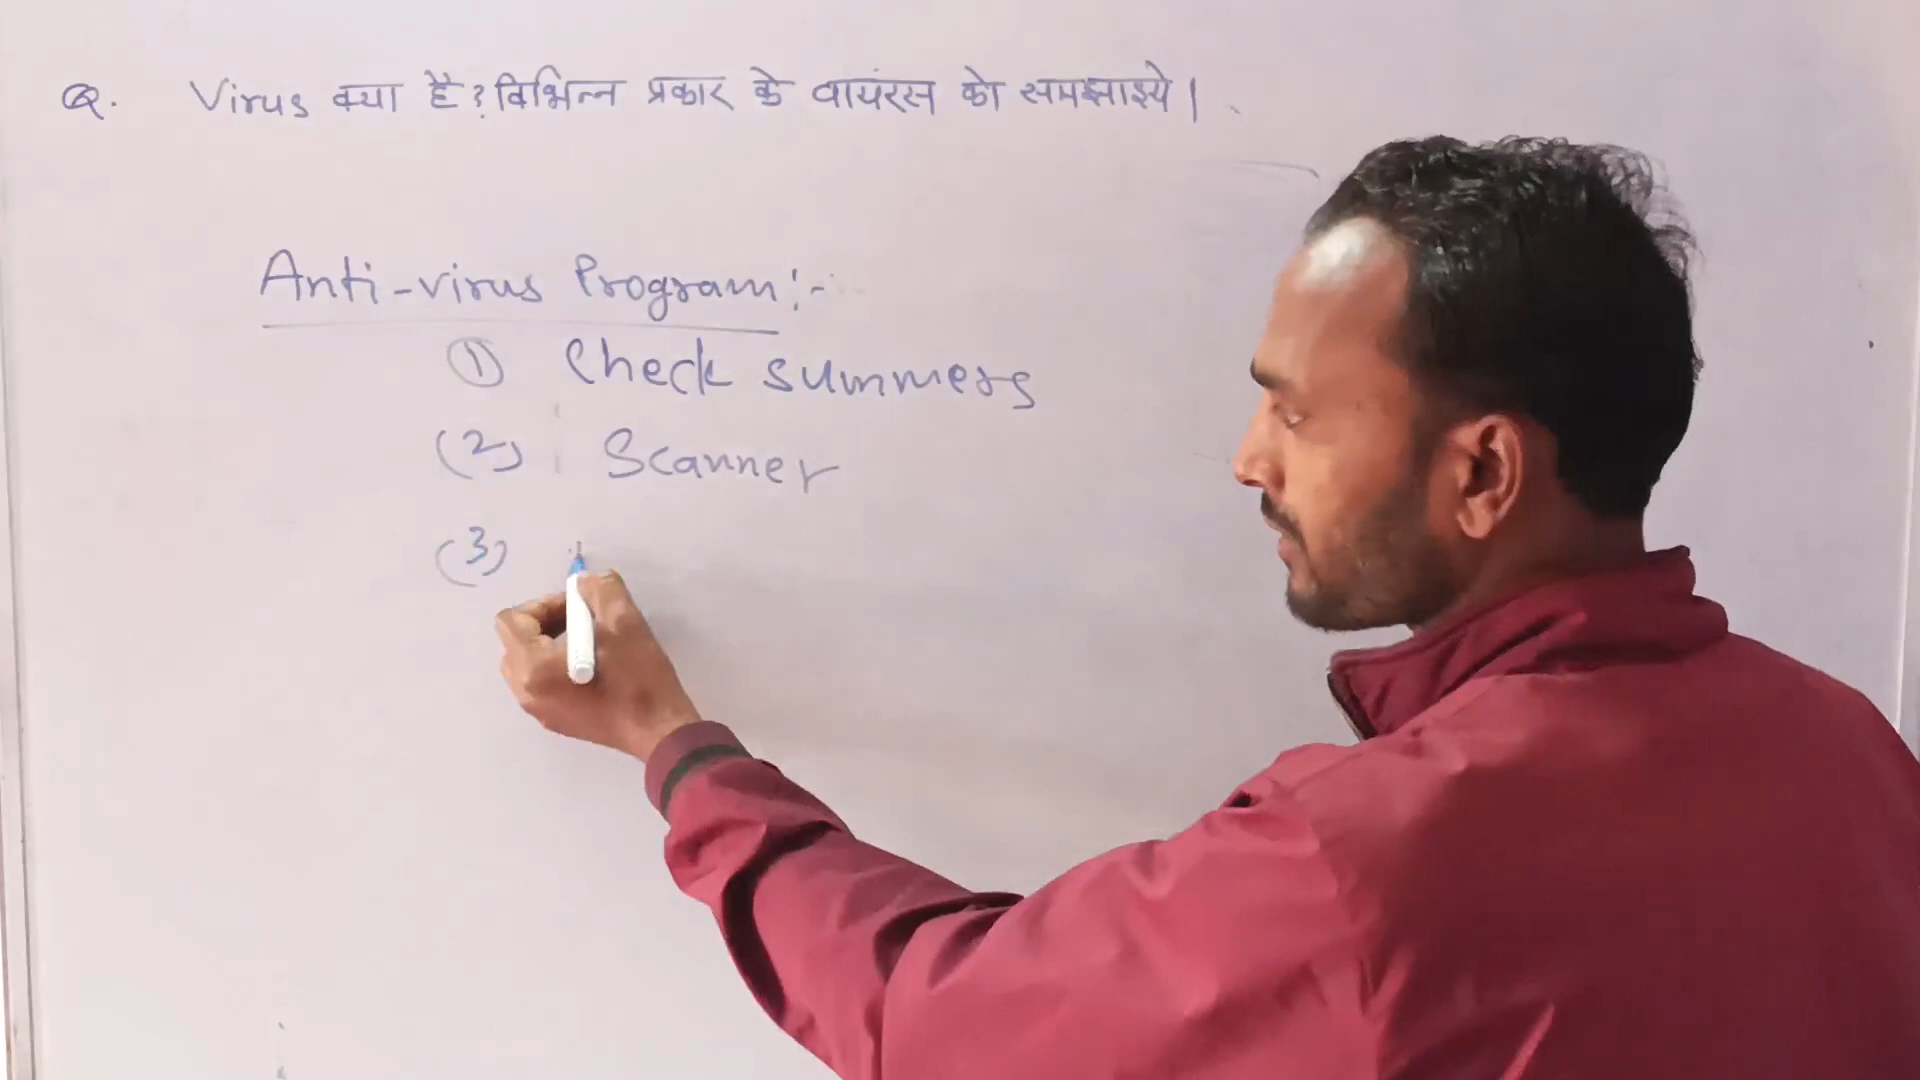 Q. Virus क्या है? विभिन्न प्रकार के वायरस को समझाइये।
Anti-virus Program:-
① Check summers
(2) Scanner
(3)